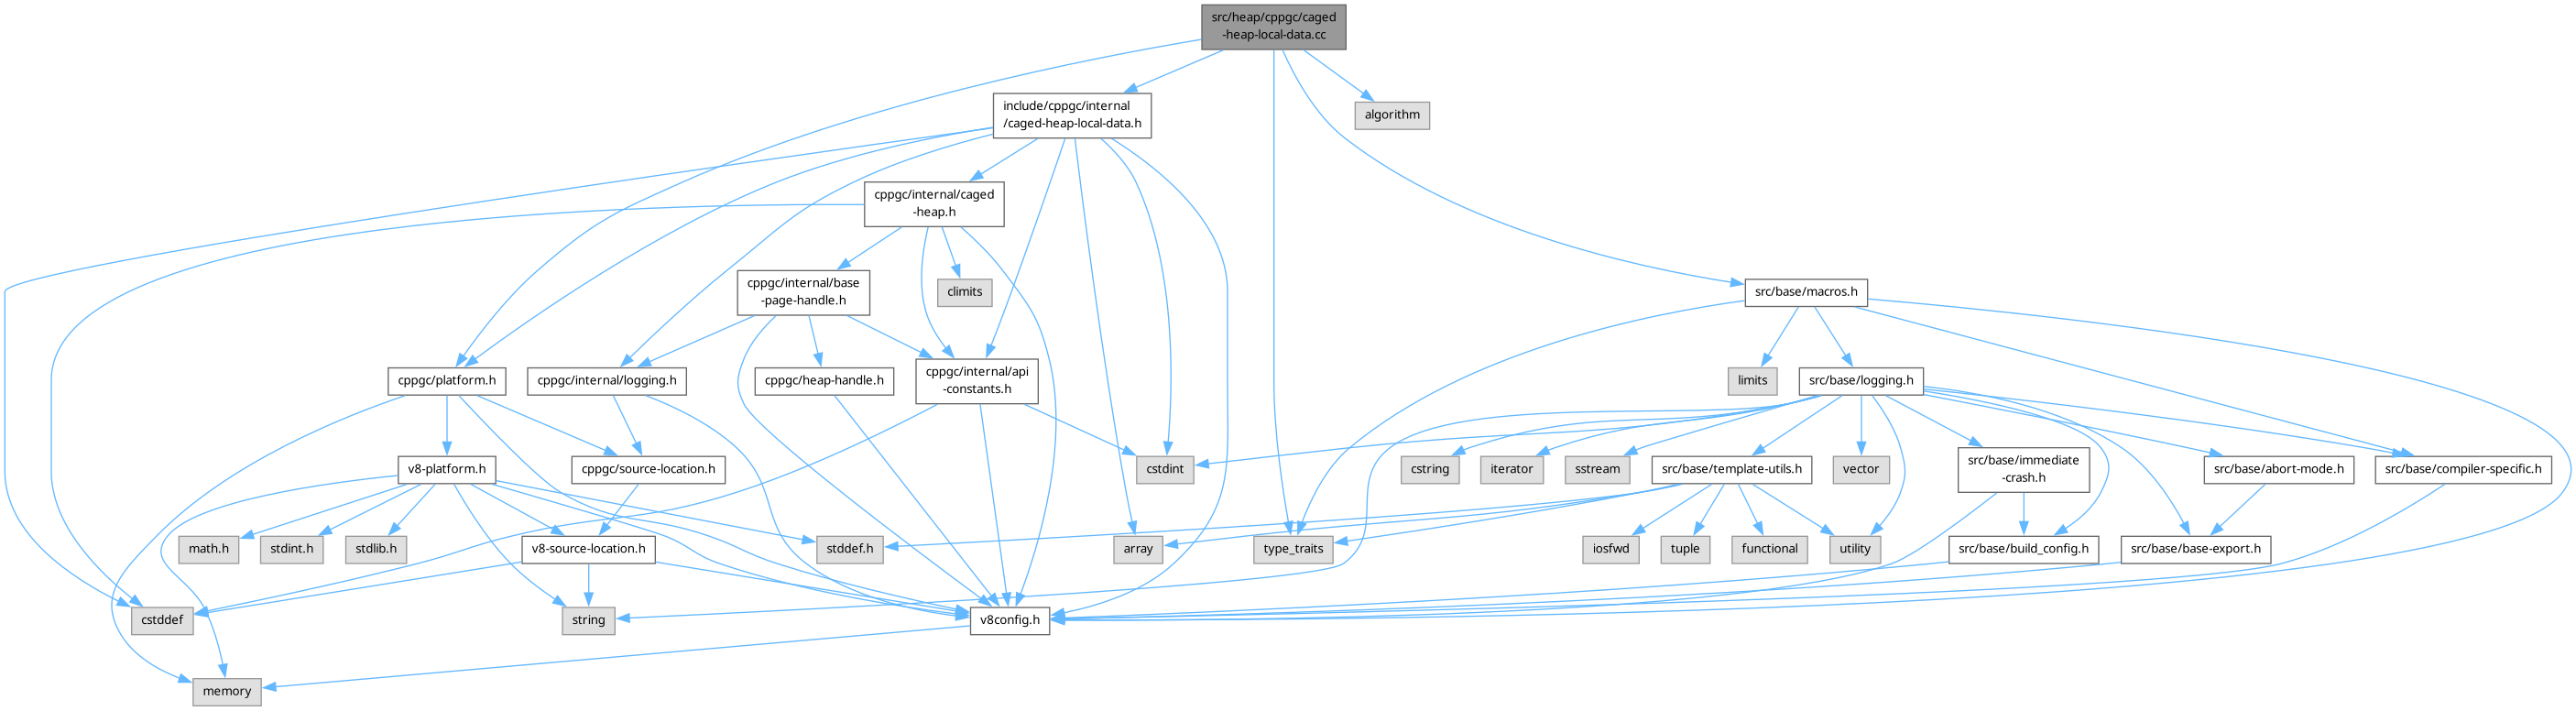 src/heap/cppgc/caged
-heap-local-data.cc
include/cppgc/internal
/caged-heap-local-data.h
algorithm
cppgc/internal/caged
-heap.h
cppgc/internal/base
-page-handle.h
climits
src/base/macros.h
cppgc/platform.h
cppgc/internal/logging.h
cppgc/heap-handle.h
cppgc/internal/api
-constants.h
limits
src/base/logging.h
v8-platform.h
cppgc/source-location.h
cstdint
cstring
iterator
sstream
src/base/template-utils.h
vector
src/base/immediate
-crash.h
src/base/abort-mode.h
src/base/compiler-specific.h
math.h
stdint.h
stdlib.h
v8-source-location.h
stddef.h
array
type_traits
iosfwd
tuple
functional
utility
src/base/build_config.h
src/base/base-export.h
cstddef
string
v8config.h
memory